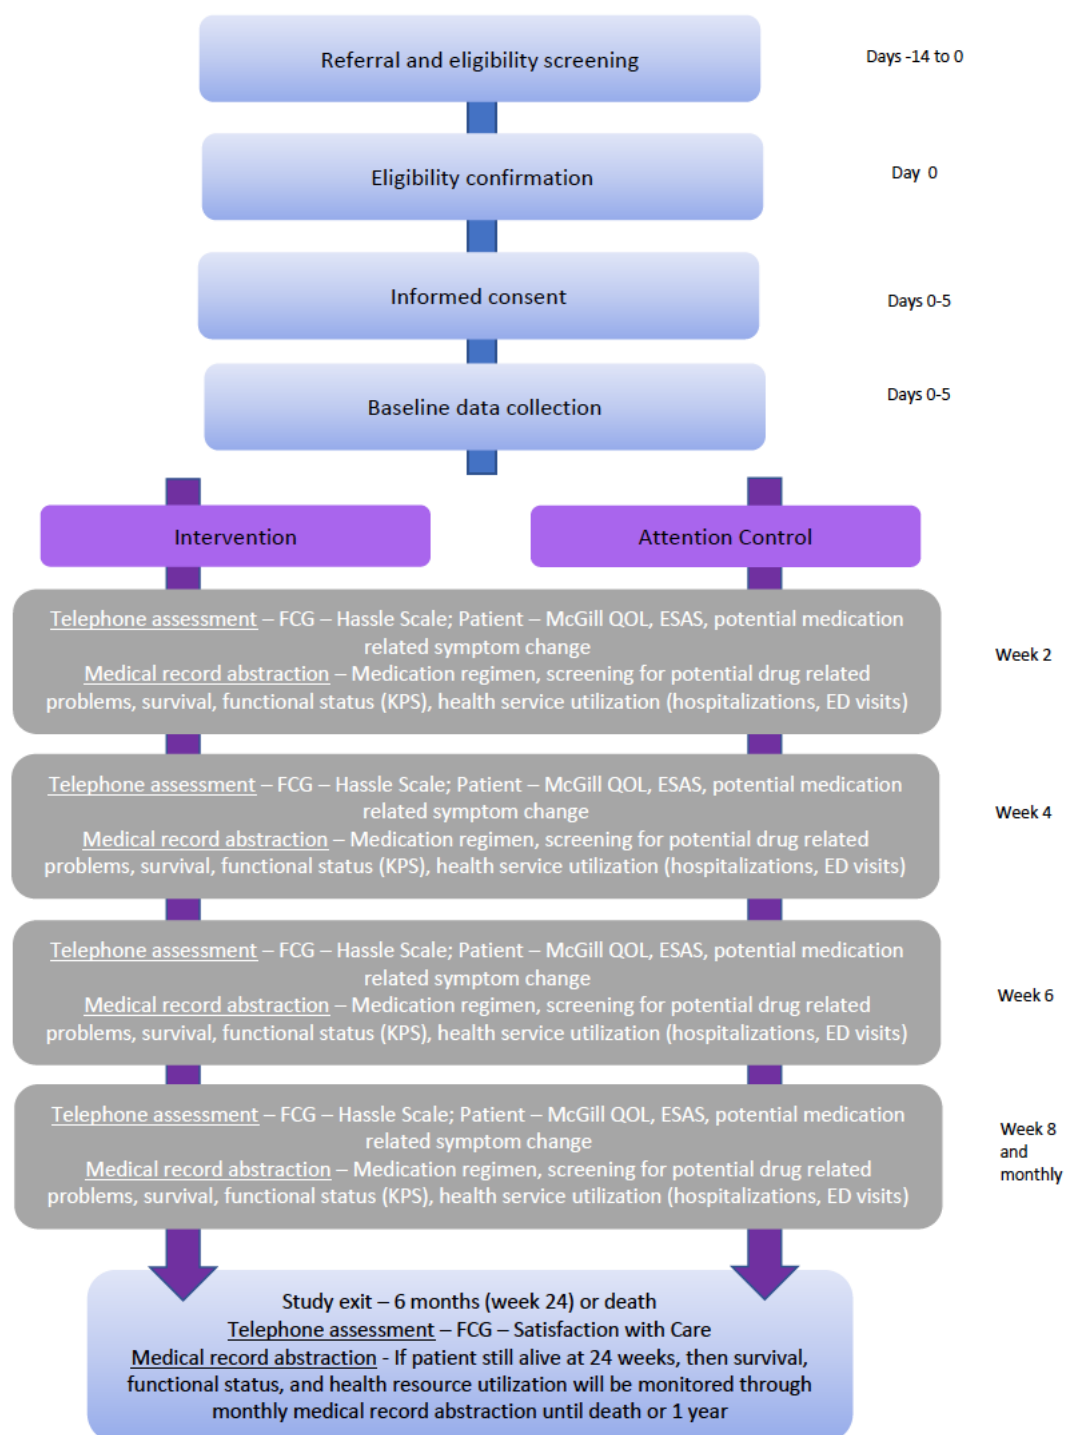 Referral and eligibility screening
Days -14 to 0
Eligibility confirmation
Day 0
Informed consent
Days 0-5
Baseline data collection
Days 0-5
Intervention
Attention Control
Telephone assessment – FCG – Hassle Scale; Patient – McGill QOL, ESAS, potential medication
related symptom change
Medical record abstraction – Medication regimen, screening for potential drug related
problems, survival, functional status (KPS), health service utilization (hospitalizations, ED visits)
Week 2
Telephone assessment – FCG – Hassle Scale; Patient – McGill QOL, ESAS, potential medication
related symptom change
Medical record abstraction – Medication regimen, screening for potential drug related
problems, survival, functional status (KPS), health service utilization (hospitalizations, ED visits)
Week 4
Telephone assessment – FCG – Hassle Scale; Patient – McGill QOL, ESAS, potential medication
related symptom change
Medical record abstraction – Medication regimen, screening for potential drug related
problems, survival, functional status (KPS), health service utilization (hospitalizations, ED visits)
Week 6
Telephone assessment – FCG – Hassle Scale; Patient – McGill QOL, ESAS, potential medication
related symptom change
Medical record abstraction – Medication regimen, screening for potential drug related
problems, survival, functional status (KPS), health service utilization (hospitalizations, ED visits)
Week 8
and
monthly
Study exit – 6 months (week 24) or death
Telephone assessment – FCG – Satisfaction with Care
Medical record abstraction - If patient still alive at 24 weeks, then survival,
functional status, and health resource utilization will be monitored through
monthly medical record abstraction until death or 1 year